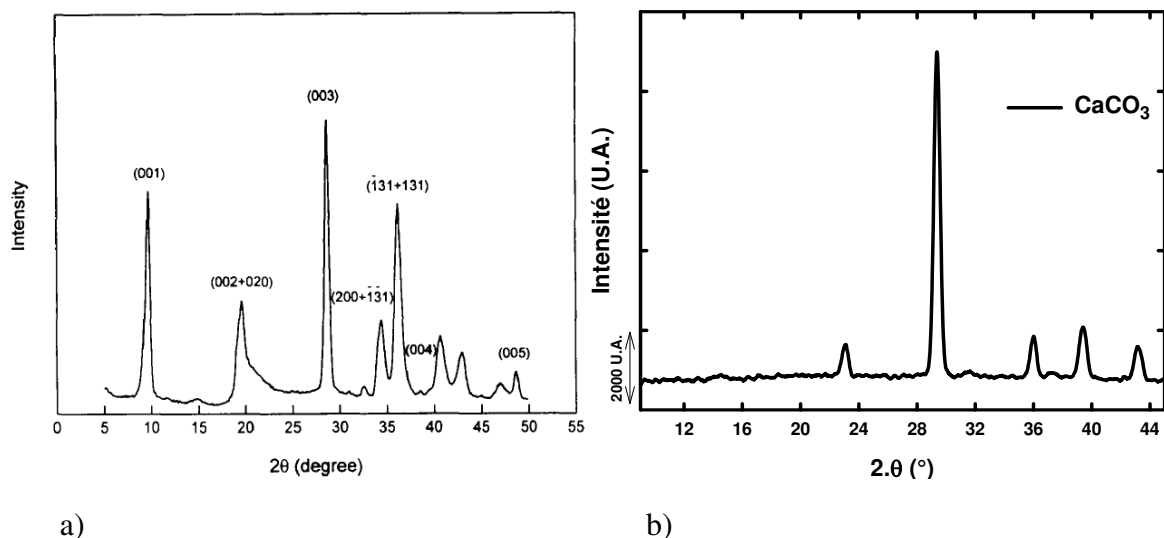 (003)
(001)
(1̄31+131)
(002+020)
(200+1̄3̄1)
(004)
(005)
Intensity
0 5 10 15 20 25 30 35 40 45 50 55
2θ (degree)
a)
CaCO₃
Intensité (U.A.)
2000 U.A.
12 16 20 24 28 32 36 40 44
2.θ (°)
b)